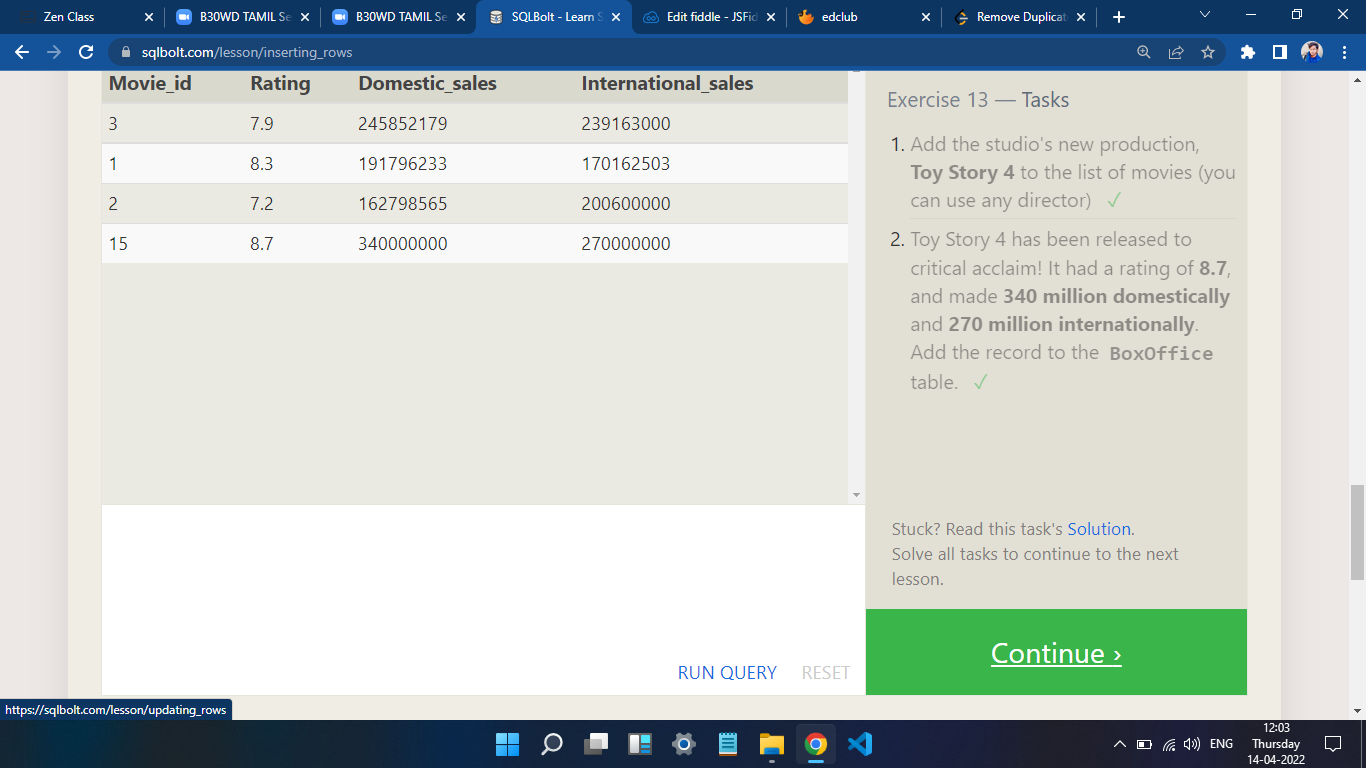 Zen Class
B30WD TAMIL Se
B30WD TAMIL Se
SQLBolt - Learn S
Edit fiddle - JSFid
edclub
Remove Duplicat
sqlbolt.com/lesson/inserting_rows
Movie_id Rating Domestic_sales International_sales
3 7.9 245852179 239163000
1 8.3 191796233 170162503
2 7.2 162798565 200600000
15 8.7 340000000 270000000
RUN QUERY RESET
Exercise 13 — Tasks
1. Add the studio's new production,
Toy Story 4 to the list of movies (you
can use any director) ✓
2. Toy Story 4 has been released to
critical acclaim! It had a rating of 8.7,
and made 340 million domestically
and 270 million internationally.
Add the record to the BoxOffice
table. ✓
Stuck? Read this task's Solution.
Solve all tasks to continue to the next
lesson.
Continue ›
https://sqlbolt.com/lesson/updating_rows
ENG
12:03
Thursday
14-04-2022